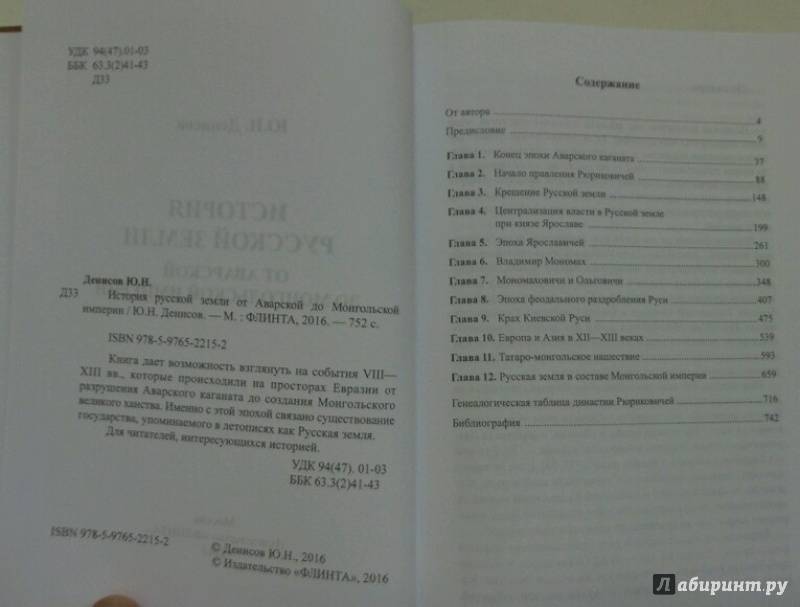 УДК 94(47).01-03
ББК 63.3(2)41-43
Д33
Денисов Ю.Н.
Д33 История русской земли от Аварской до Монгольской
империи / Ю.Н. Денисов. — М. : ФЛИНТА, 2016. — 752 с.
ISBN 978-5-9765-2215-2
Книга дает возможность взглянуть на события VIII—
XIII вв., которые происходили на просторах Евразии от
разрушения Аварского каганата до создания Монгольского
великого ханства. Именно с этой эпохой связано существование
государства, упоминаемого в летописях как Русская земля.
Для читателей, интересующихся историей.
УДК 94(47). 01-03
ББК 63.3(2)41-43
ISBN 978-5-9765-2215-2
© Денисов Ю.Н., 2016
© Издательство «ФЛИНТА», 2016
Содержание
От автора 4
Предисловие 9
Глава 1. Конец эпохи Аварского каганата 37
Глава 2. Начало правления Рюриковичей 88
Глава 3. Крещение Русской земли 148
Глава 4. Централизация власти в Русской земле
при князе Ярославе 199
Глава 5. Эпоха Ярославичей 261
Глава 6. Владимир Мономах 300
Глава 7. Мономаховичи и Ольговичи 348
Глава 8. Эпоха феодального раздробления Руси 407
Глава 9. Крах Киевской Руси 475
Глава 10. Европа и Азия в XII—XIII веках 539
Глава 11. Татаро-монгольское нашествие 593
Глава 12. Русская земля в составе Монгольской империи 659
Генеалогическая таблица династии Рюриковичей 716
Библиография 742
Лабиринт.ру